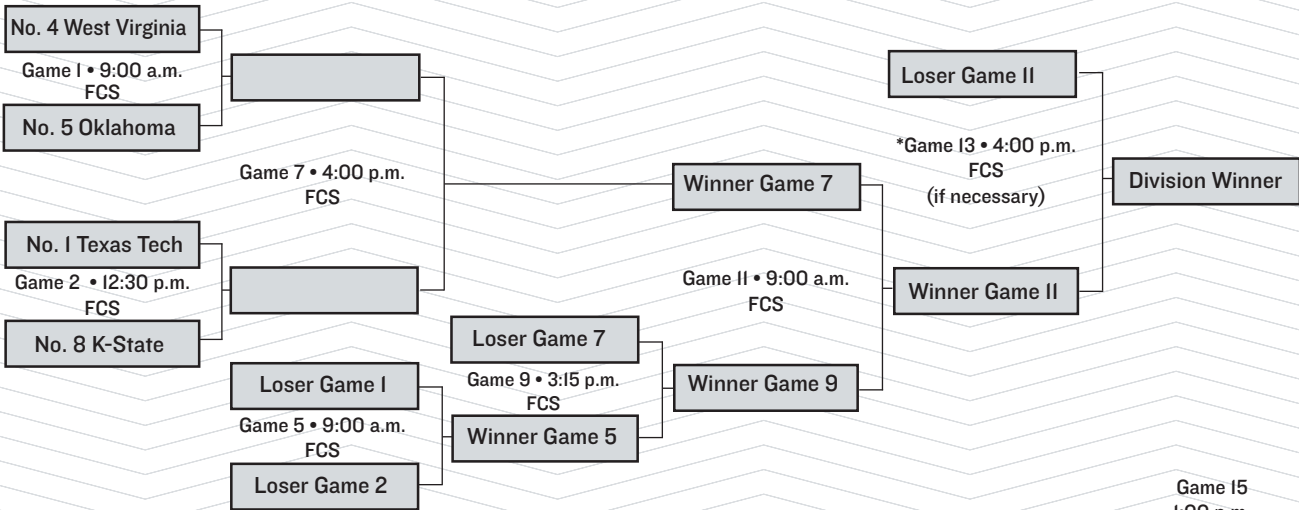 No. 4 West Virginia
Game 1 • 9:00 a.m.
FCS
No. 5 Oklahoma
Game 7 • 4:00 p.m.
FCS
No. 1 Texas Tech
Game 2 • 12:30 p.m.
FCS
No. 8 K-State
Loser Game 1
Game 5 • 9:00 a.m.
FCS
Loser Game 2
Loser Game 7
Game 9 • 3:15 p.m.
FCS
Winner Game 5
Winner Game 7
Game 11 • 9:00 a.m.
FCS
Winner Game 9
Loser Game 11
*Game 13 • 4:00 p.m.
FCS
(if necessary)
Winner Game 11
Division Winner
Game 15